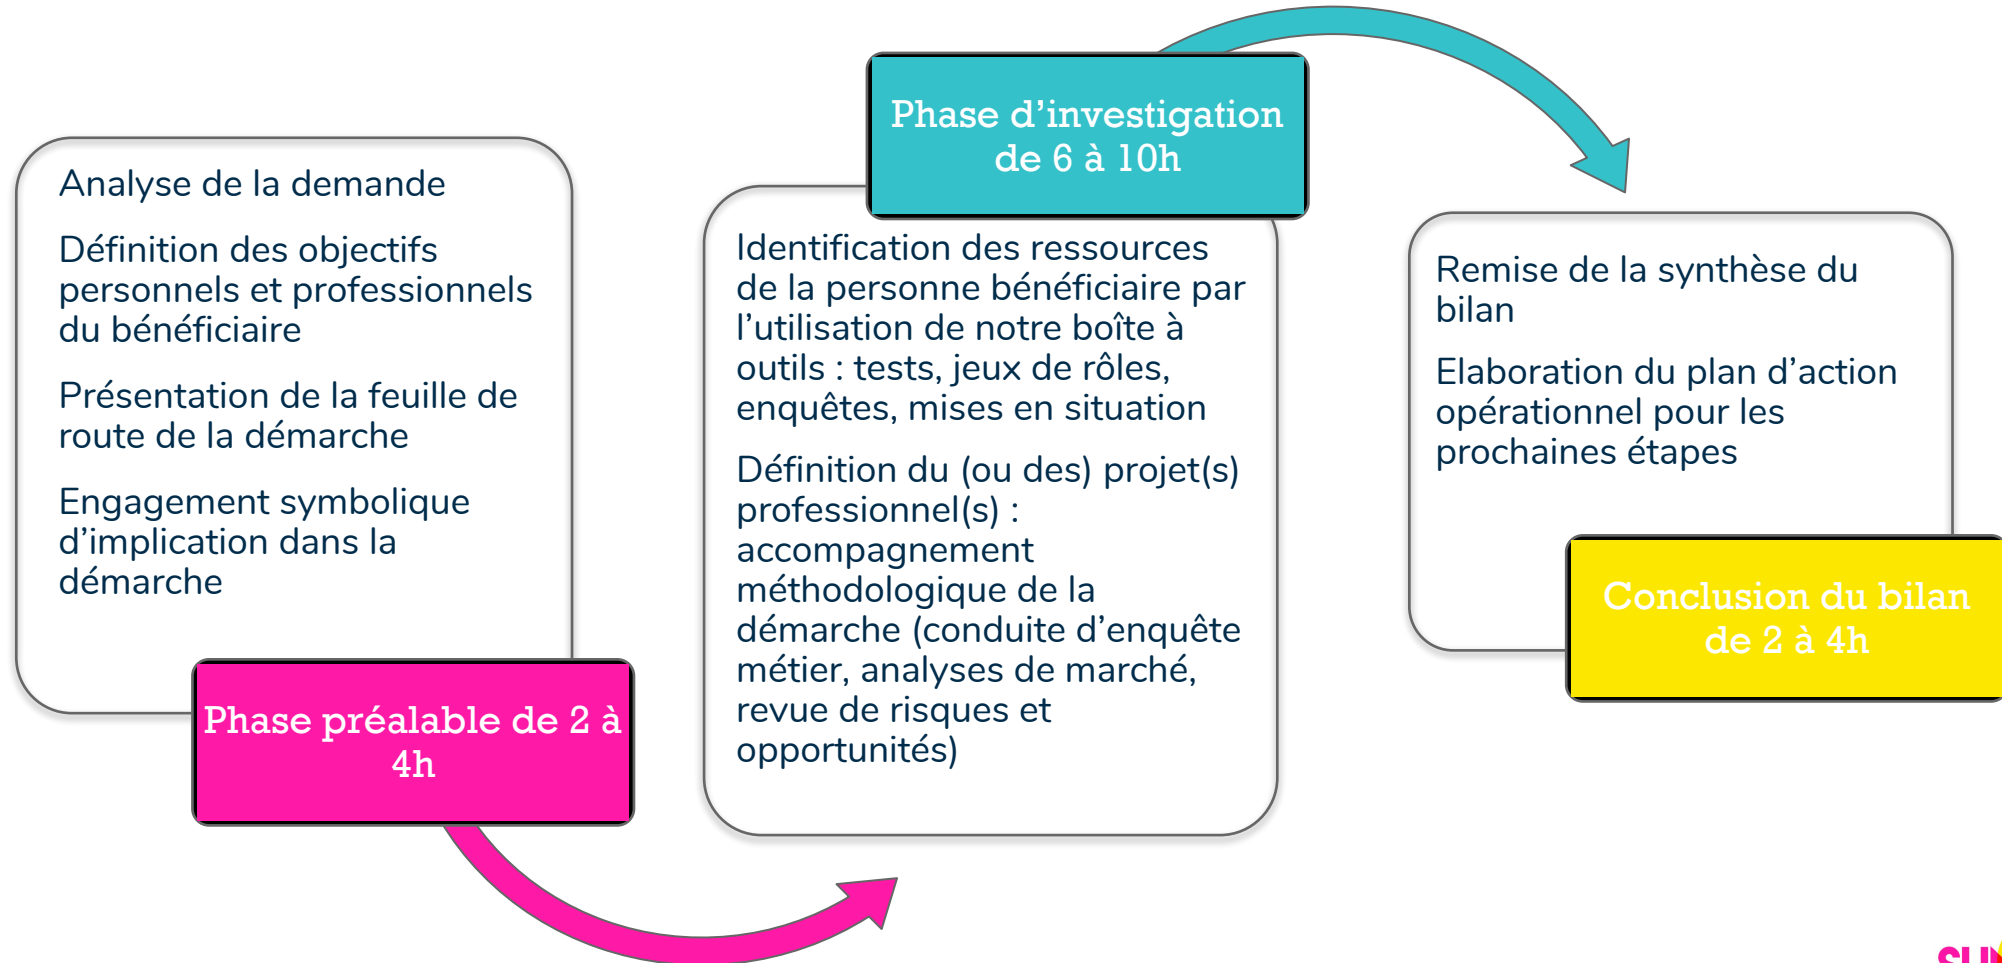 Analyse de la demande
Définition des objectifs
personnels et professionnels
du bénéficiaire
Présentation de la feuille de
route de la démarche
Engagement symbolique
d’implication dans la
démarche
Phase préalable de 2 à
4h
Phase d’investigation
de 6 à 10h
Identification des ressources
de la personne bénéficiaire par
l’utilisation de notre boîte à
outils : tests, jeux de rôles,
enquêtes, mises en situation
Définition du (ou des) projet(s)
professionnel(s) :
accompagnement
méthodologique de la
démarche (conduite d’enquête
métier, analyses de marché,
revue de risques et
opportunités)
Remise de la synthèse du
bilan
Elaboration du plan d’action
opérationnel pour les
prochaines étapes
Conclusion du bilan
de 2 à 4h